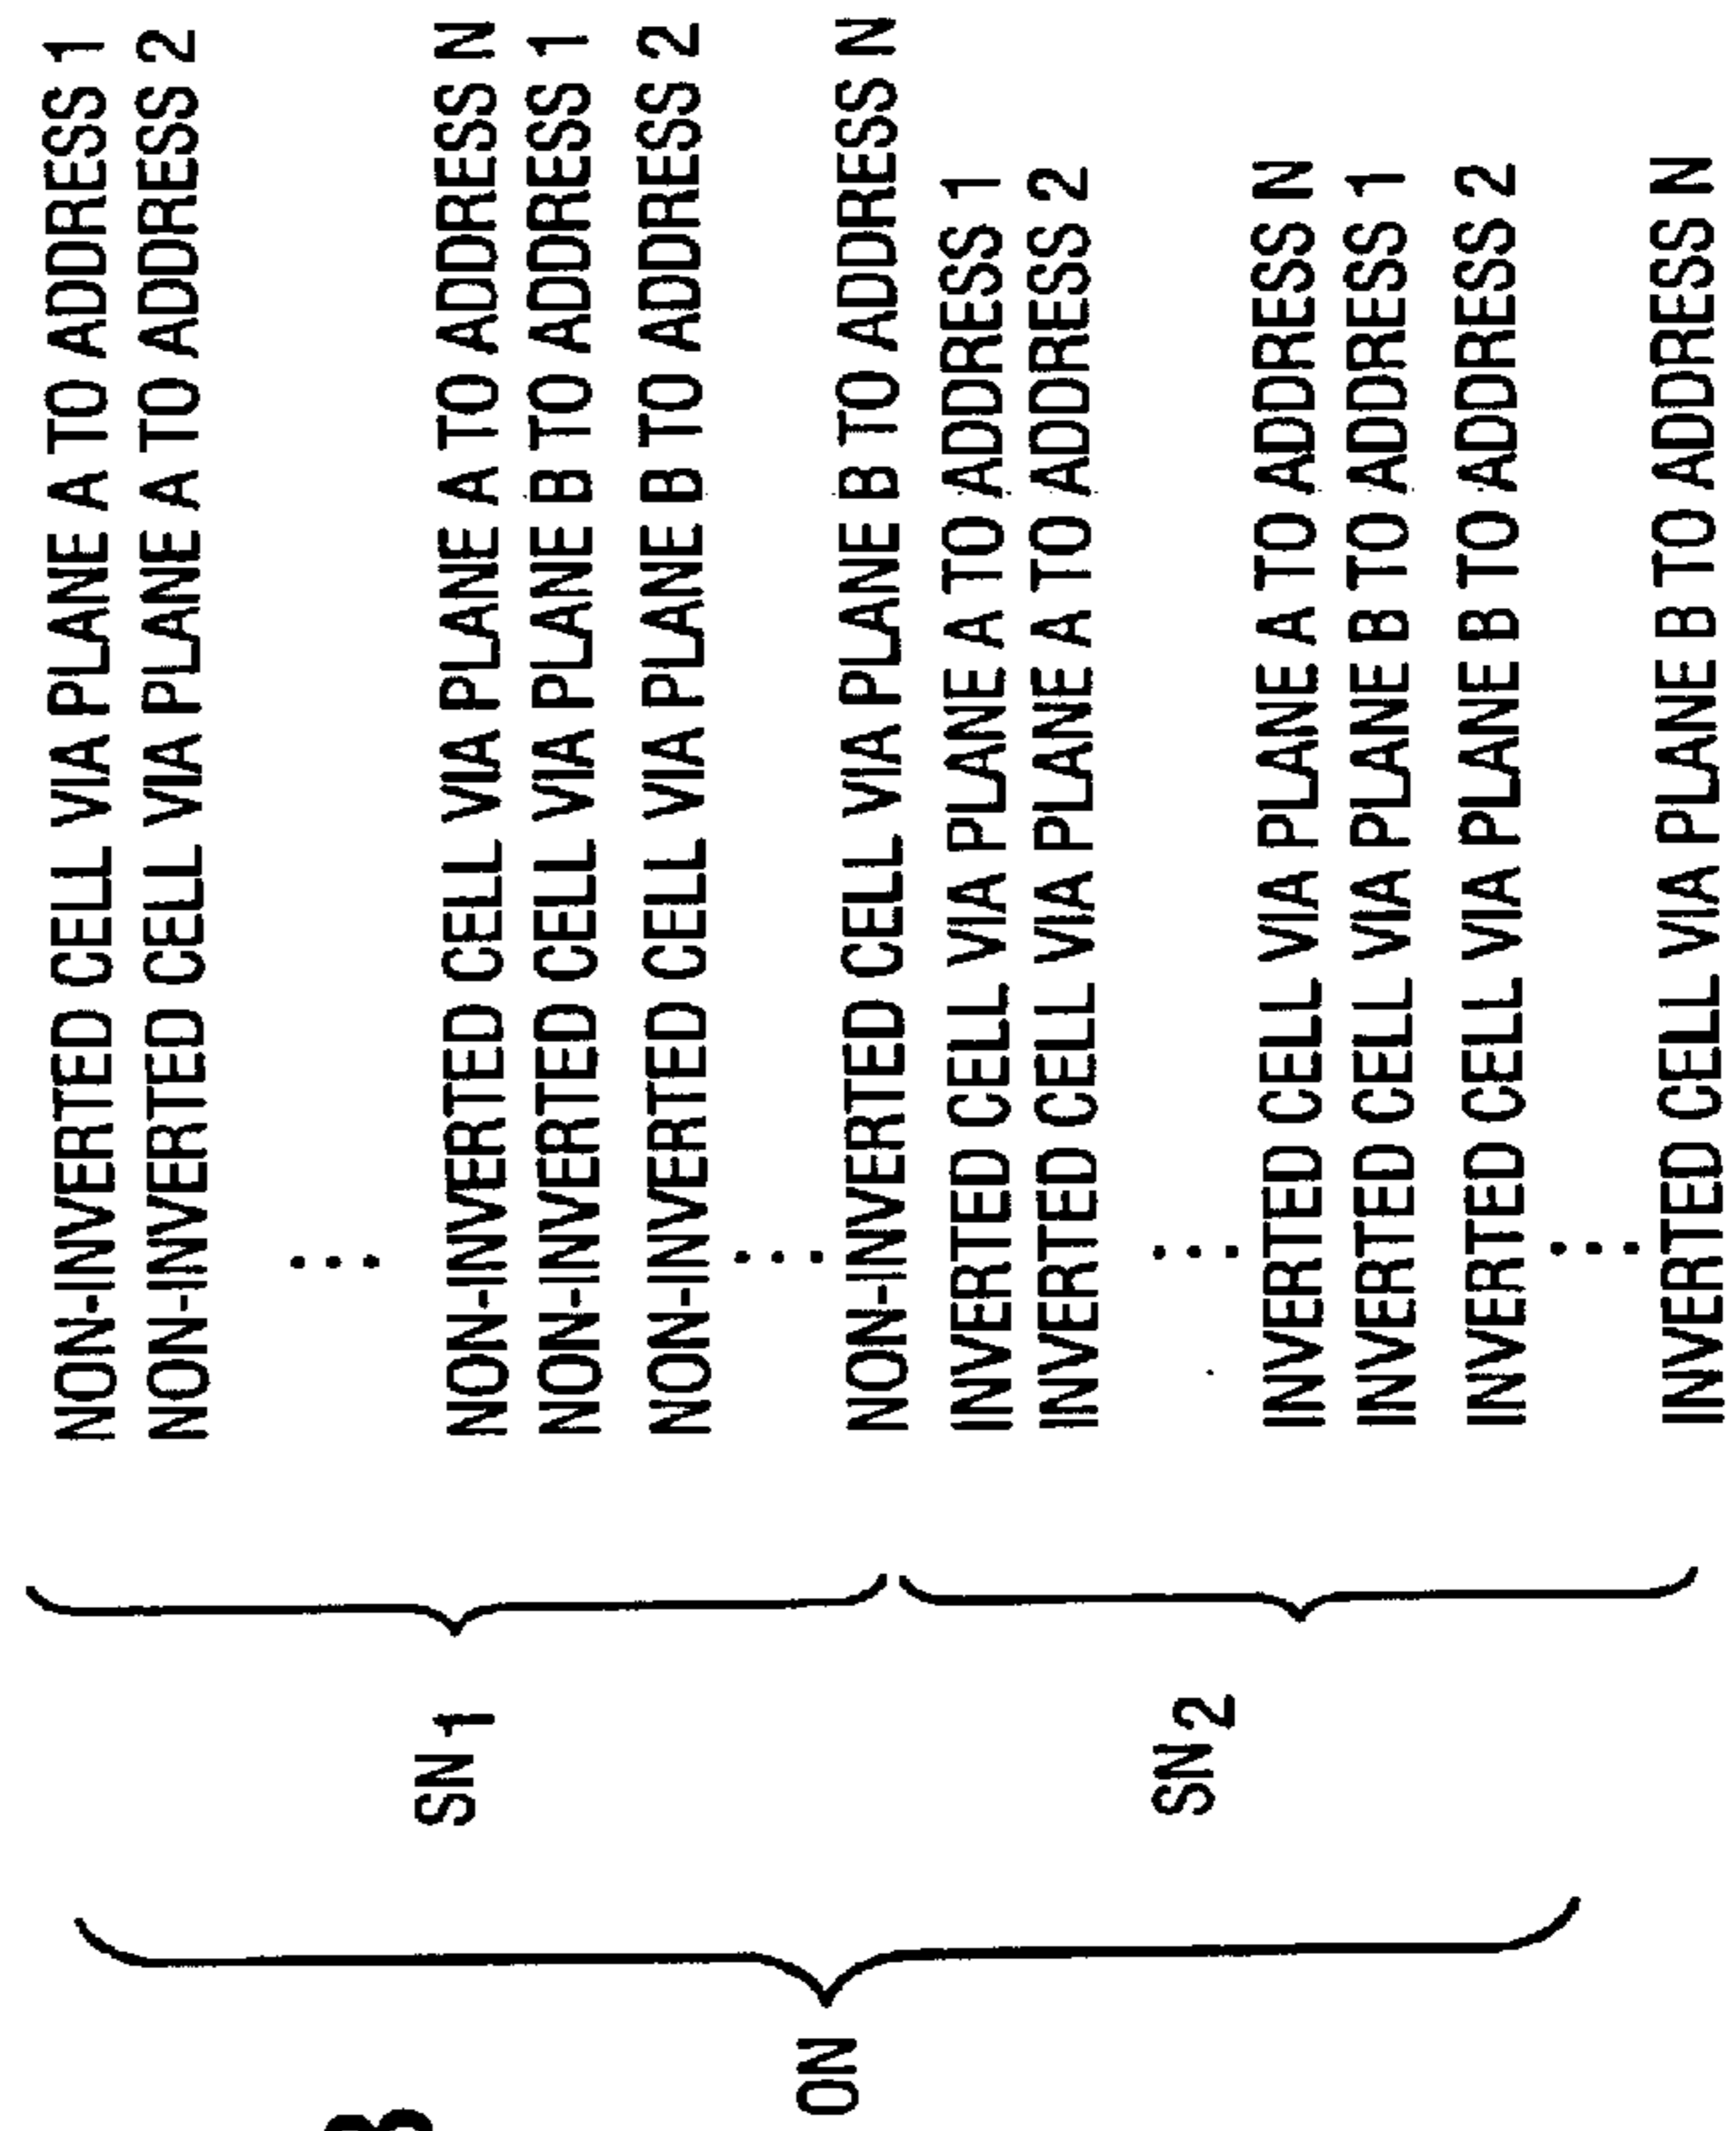 NON-INVERTED CELL VIA PLANE A TO ADDRESS 1
NON-INVERTED CELL VIA PLANE A TO ADDRESS 2
NON-INVERTED CELL VIA PLANE A TO ADDRESS N
NON-INVERTED CELL VIA PLANE B TO ADDRESS 1
NON-INVERTED CELL VIA PLANE B TO ADDRESS 2
NON-INVERTED CELL VIA PLANE B TO ADDRESS N
INVERTED CELL VIA PLANE A TO ADDRESS 1
INVERTED CELL VIA PLANE A TO ADDRESS 2
INVERTED CELL VIA PLANE A TO ADDRESS N
INVERTED CELL VIA PLANE B TO ADDRESS 1
INVERTED CELL VIA PLANE B TO ADDRESS 2
INVERTED CELL VIA PLANE B TO ADDRESS N
SN1
SN2
ON